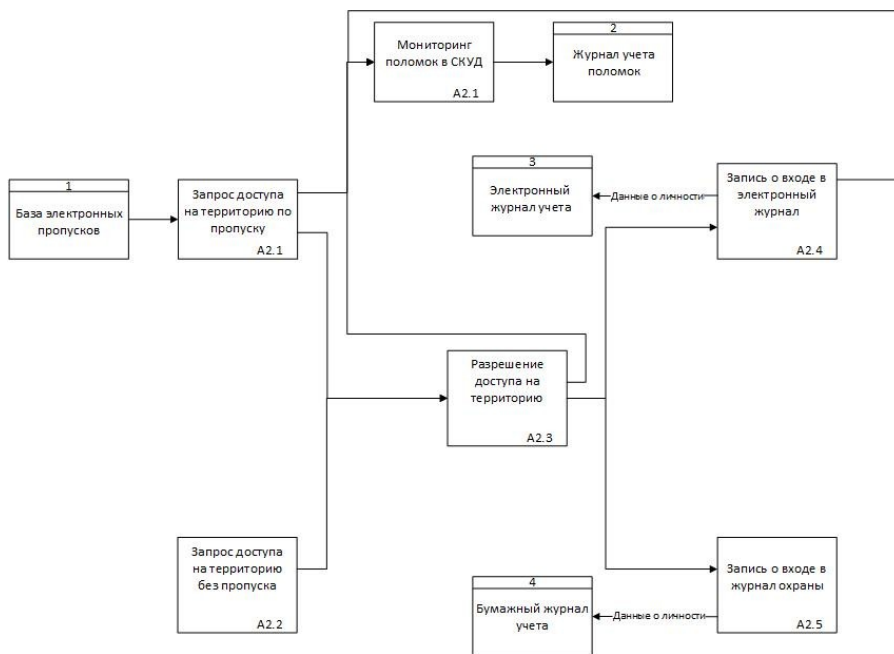 Мониторинг
поломок в СКУД
A2.1
2
Журнал учета
поломок
1
База электронных
пропусков
Запрос доступа
на территорию по
пропуску
A2.1
3
Электронный
журнал учета
Данные о личности
Запись о входе в
электронный
журнал
A2.4
Разрешение
доступа на
территорию
A2.3
Запрос доступа
на территорию
без пропуска
A2.2
4
Бумажный журнал
учета
Данные о личности
Запись о входе в
журнал охраны
A2.5